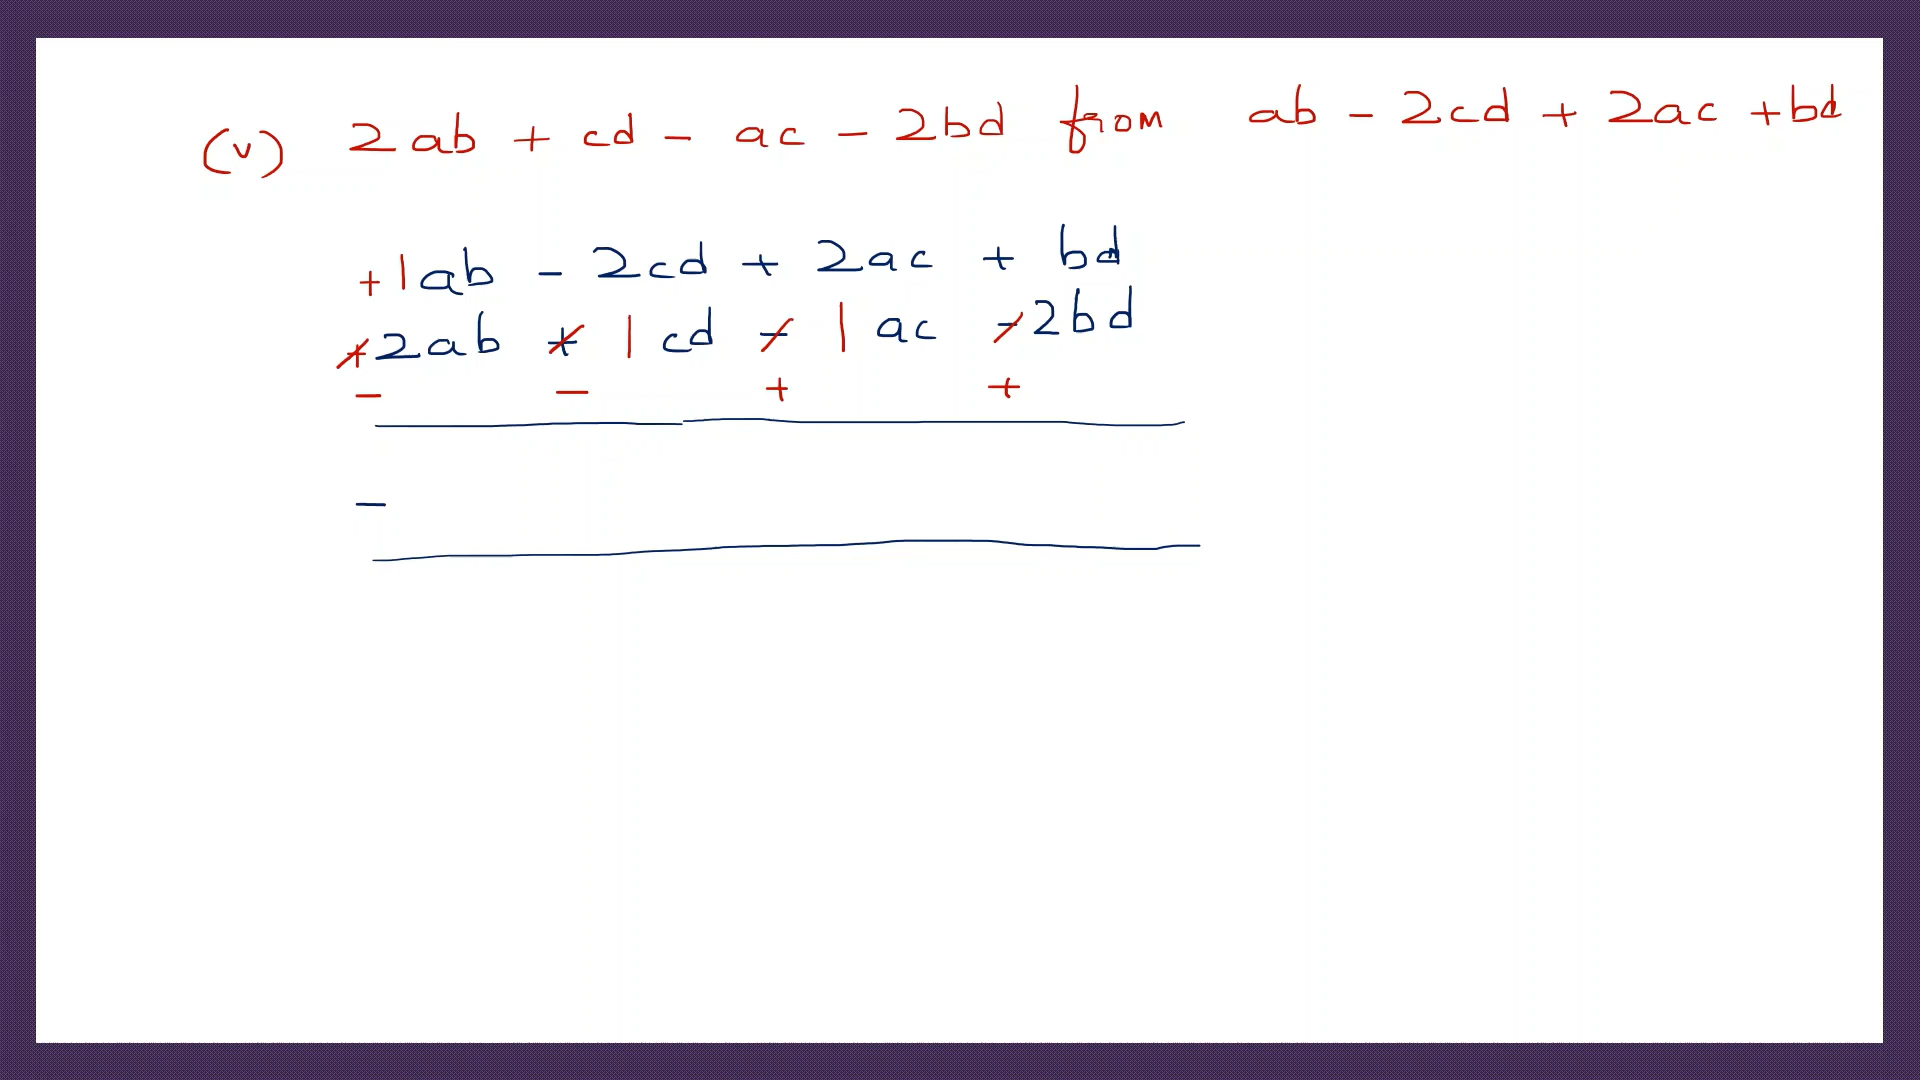 (v) 2ab + cd - ac - 2bd from ab - 2cd + 2ac + bd
+1ab - 2cd + 2ac + bd
+2ab + 1cd - 1ac - 2bd
- - + +
-